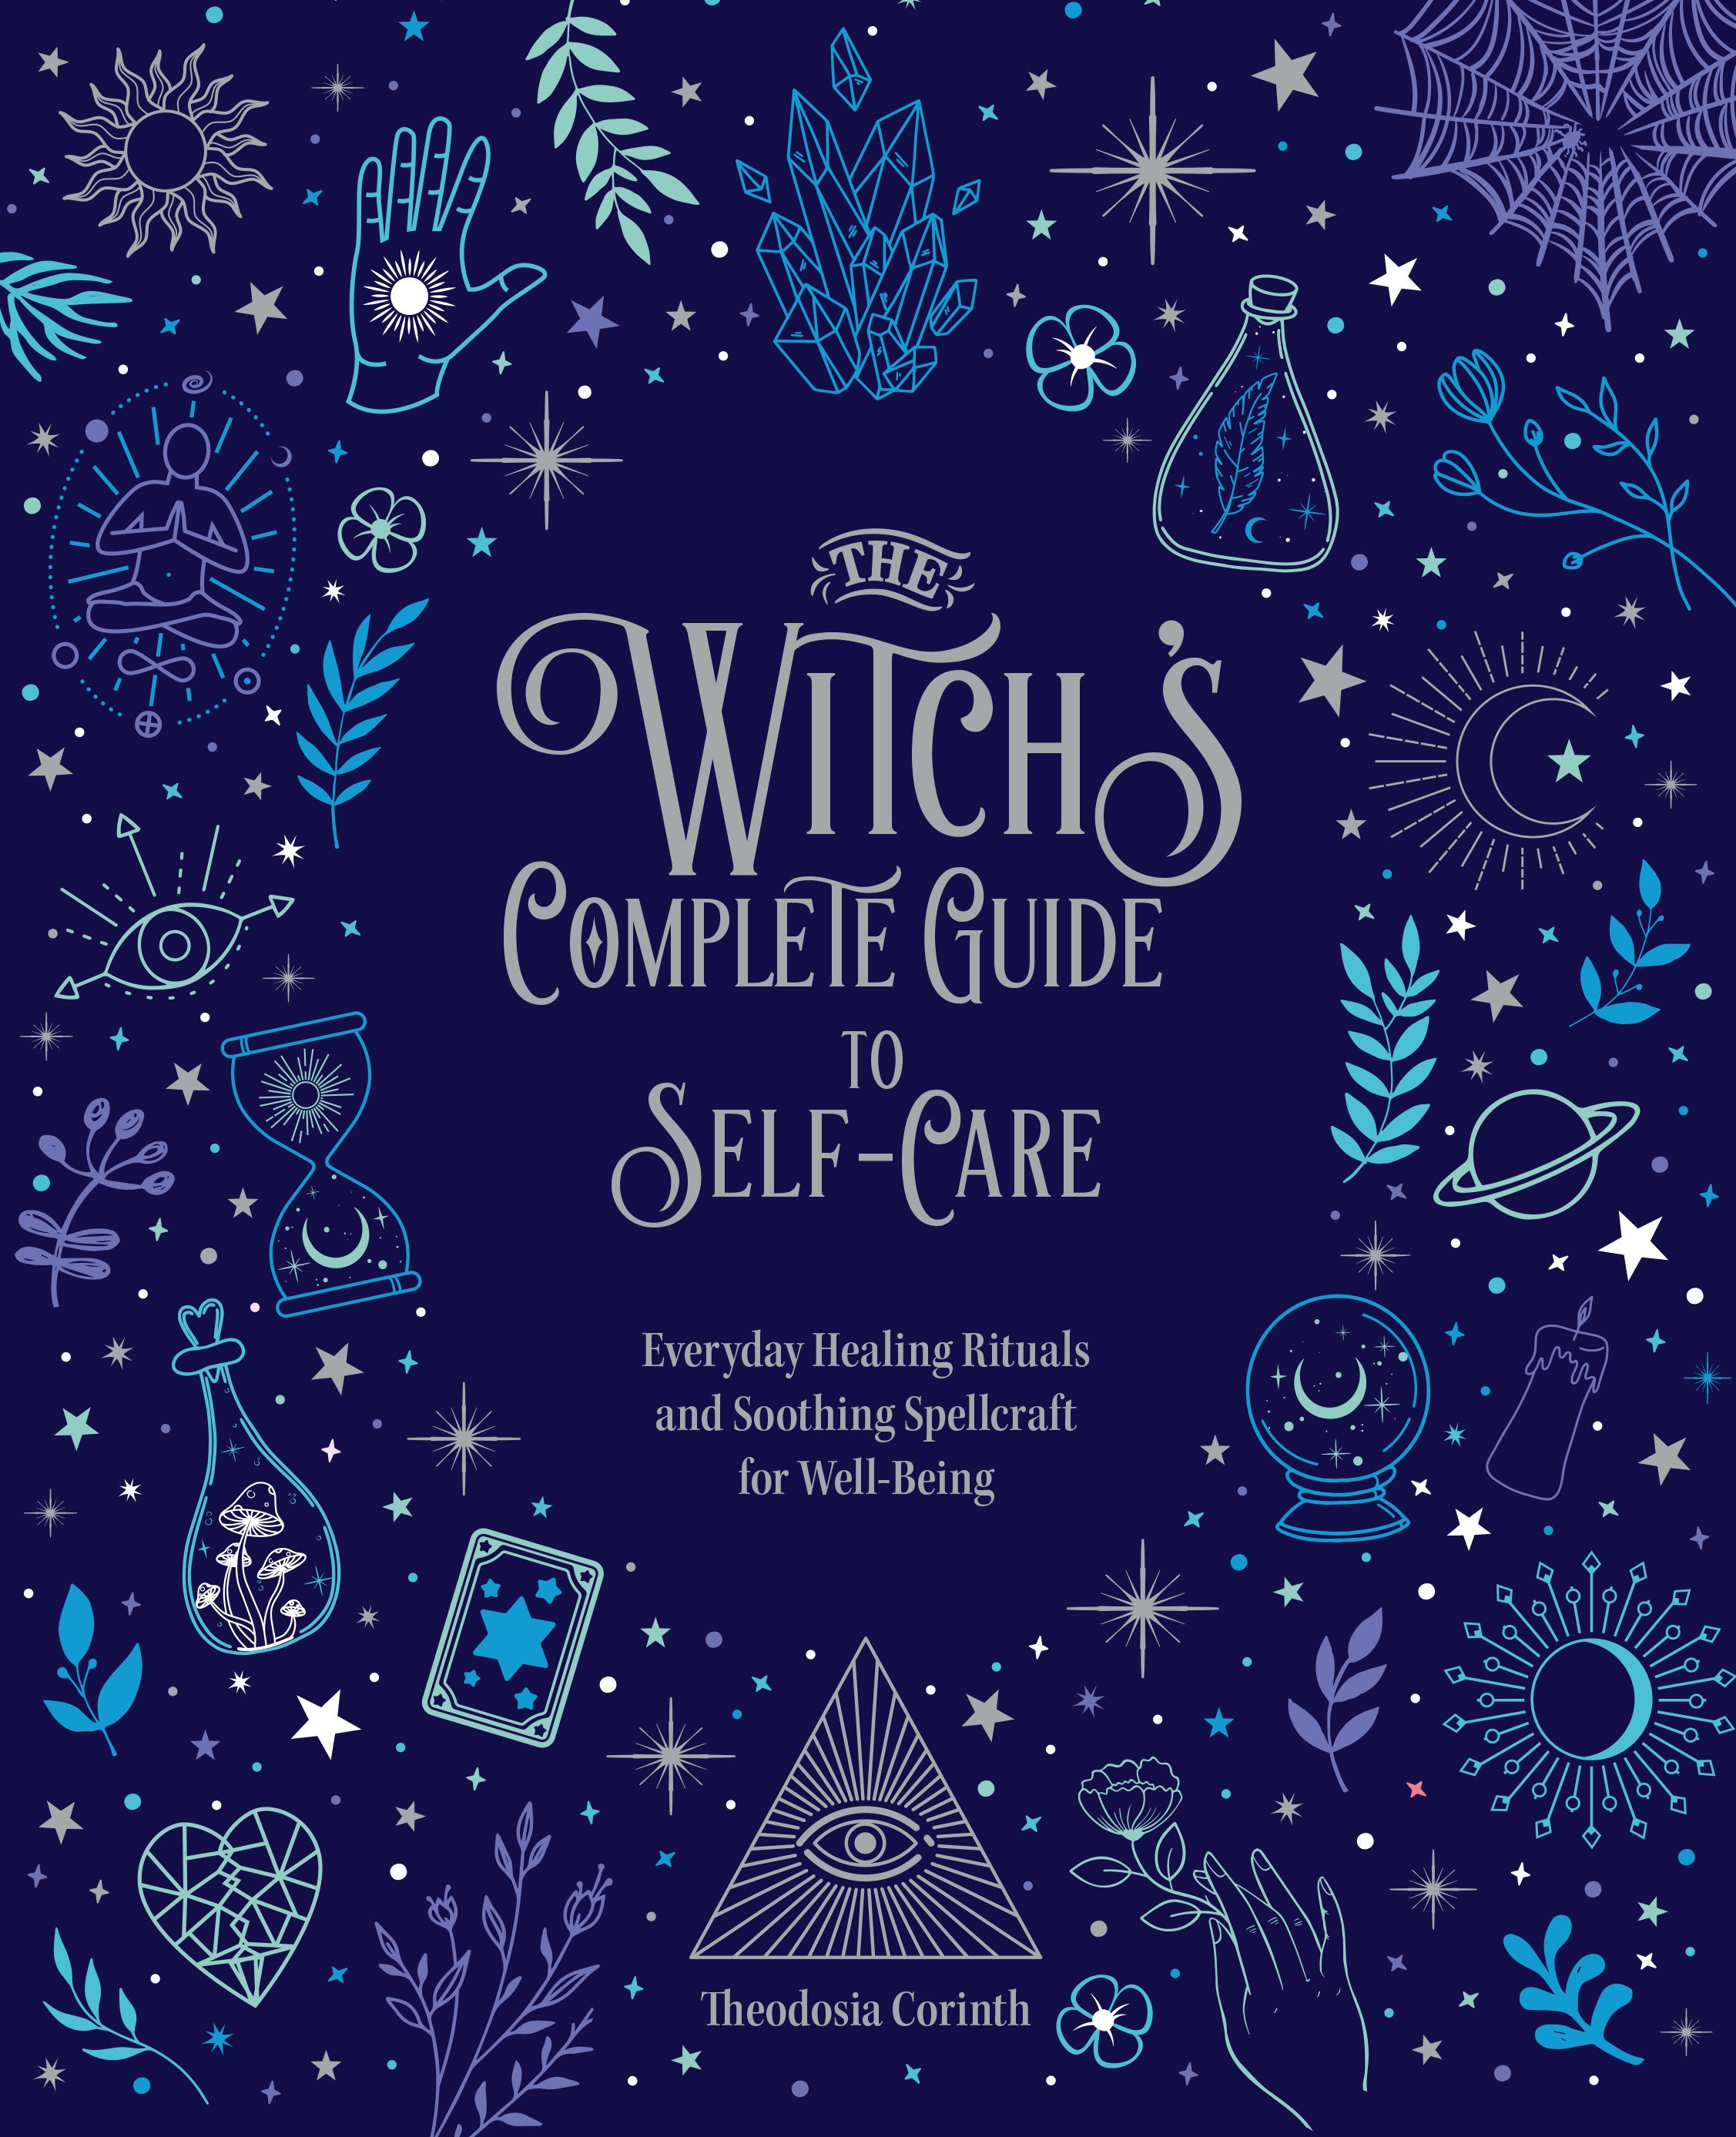 THE
WITCH'S
COMPLETE GUIDE
TO
SELF-CARE
Everyday Healing Rituals
and Soothing Spellcraft
for Well-Being
Theodosia Corinth